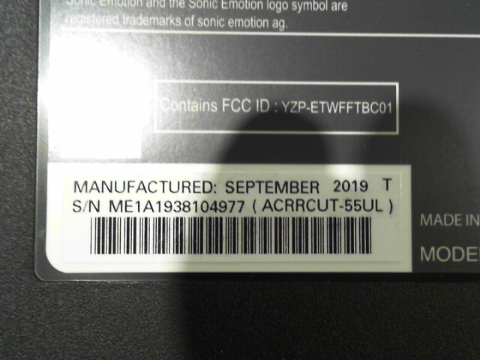 Sonic Emotion and the Sonic Emotion logo symbol are
registered trademarks of sonic emotion ag.
Contains FCC ID : YZP-ETWFFTBC01
MANUFACTURED: SEPTEMBER 2019 T
S/N ME1A1938104977 ( ACRRCUT-55UL )
MADE IN
MODE